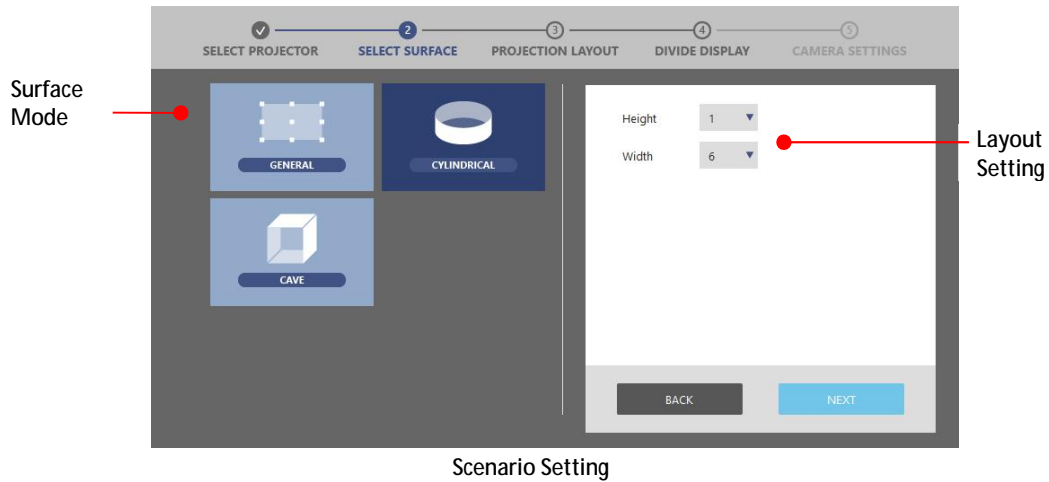 2
3
4
5
SELECT PROJECTOR
SELECT SURFACE
PROJECTION LAYOUT
DIVIDE DISPLAY
CAMERA SETTINGS
Surface
Mode
GENERAL
CYLINDRICAL
CAVE
Height 1
Width 6
Layout
Setting
BACK
NEXT
Scenario Setting